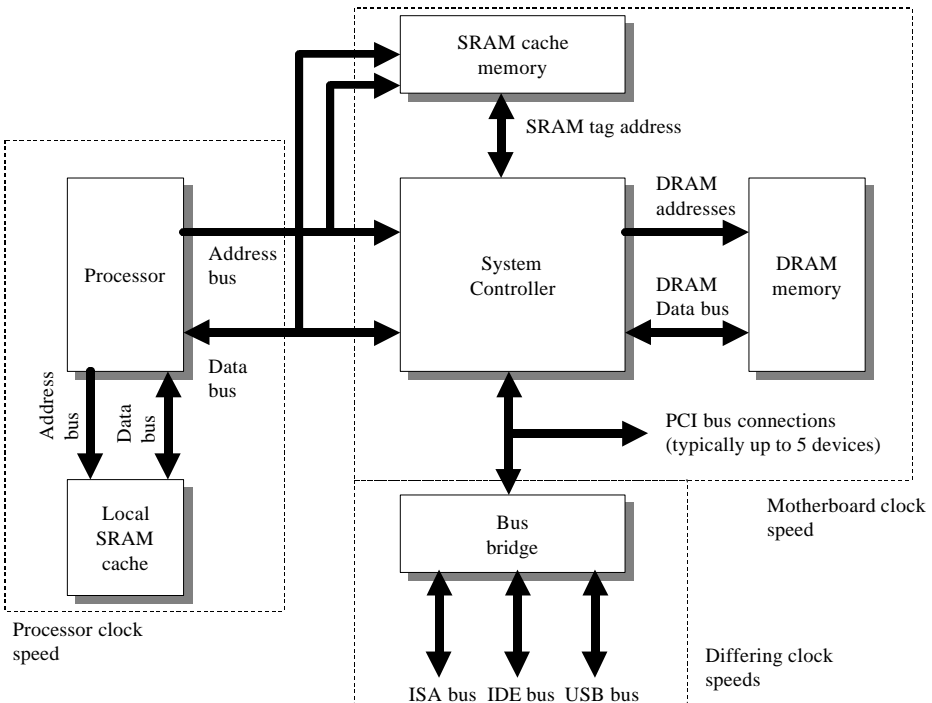 SRAM cache
memory
SRAM tag address
Processor
Address
bus
System
Controller
DRAM
addresses
DRAM
memory
DRAM
Data bus
Data
bus
Address
bus
Data
bus
PCI bus connections
(typically up to 5 devices)
Local
SRAM
cache
Bus
bridge
Motherboard clock
speed
Processor clock
speed
Differing clock
speeds
ISA bus
IDE bus
USB bus